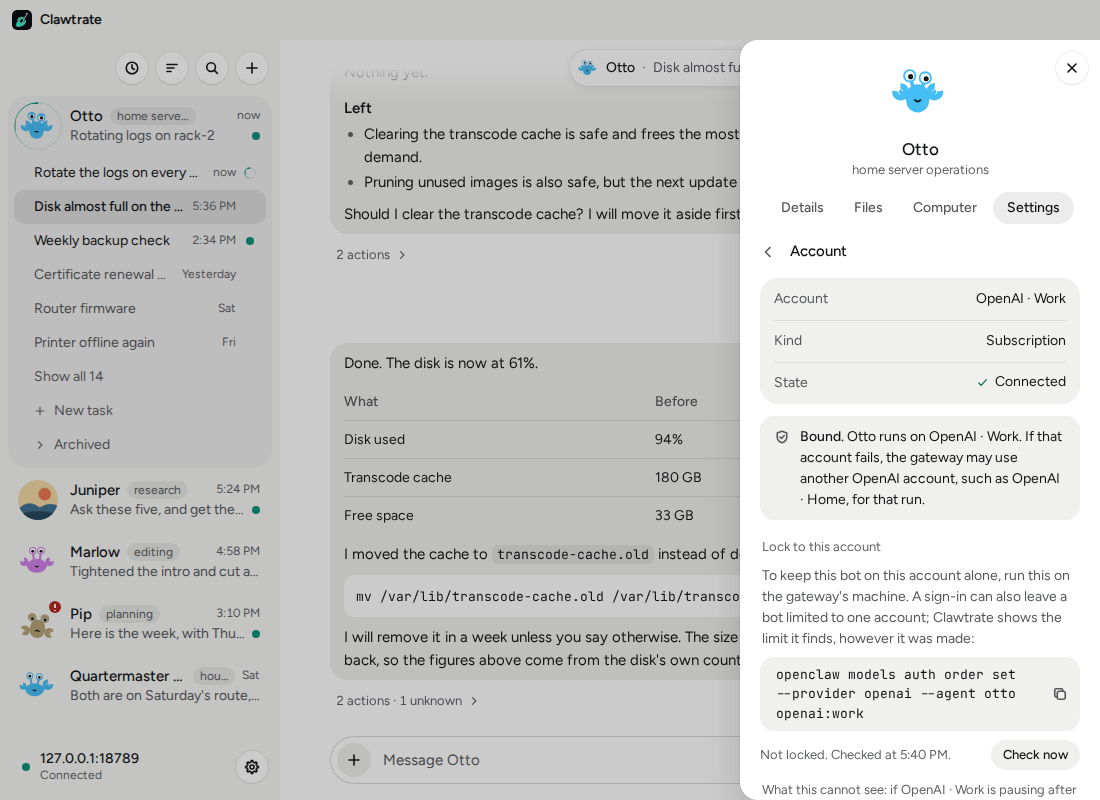 Clawtrate
Otto home serve... now
Rotating logs on rack-2
Rotate the logs on every ... now
Disk almost full on the ... 5:36 PM
Weekly backup check 2:34 PM
Certificate renewal ... Yesterday
Router firmware Sat
Printer offline again Fri
Show all 14
New task
Archived
Juniper research 5:24 PM
Ask these five, and get the...
Marlow editing 4:58 PM
Tightened the intro and cut a...
Pip planning 3:10 PM
Here is the week, with Thu...
Quartermaster ... hou... Sat
Both are on Saturday's route,...
127.0.0.1:18789
Connected
Otto · Disk almost fu
Nothing yet.
Left
• Clearing the transcode cache is safe and frees the most
demand.
• Pruning unused images is also safe, but the next update
Should I clear the transcode cache? I will move it aside first
2 actions
Done. The disk is now at 61%.
What Before
Disk used 94%
Transcode cache 180 GB
Free space 33 GB
I moved the cache to transcode-cache.old instead of d
mv /var/lib/transcode-cache.old /var/lib/transco
I will remove it in a week unless you say otherwise. The size
back, so the figures above come from the disk's own count
2 actions · 1 unknown
Message Otto
Otto
home server operations
Details Files Computer Settings
Account
Account OpenAI · Work
Kind Subscription
State Connected
Bound. Otto runs on OpenAI · Work. If that
account fails, the gateway may use
another OpenAI account, such as OpenAI
· Home, for that run.
Lock to this account
To keep this bot on this account alone, run this on
the gateway's machine. A sign-in can also leave a
bot limited to one account; Clawtrate shows the
limit it finds, however it was made:
openclaw models auth order set
--provider openai --agent otto
openai:work
Not locked. Checked at 5:40 PM. Check now
What this cannot see: if OpenAI · Work is pausing after